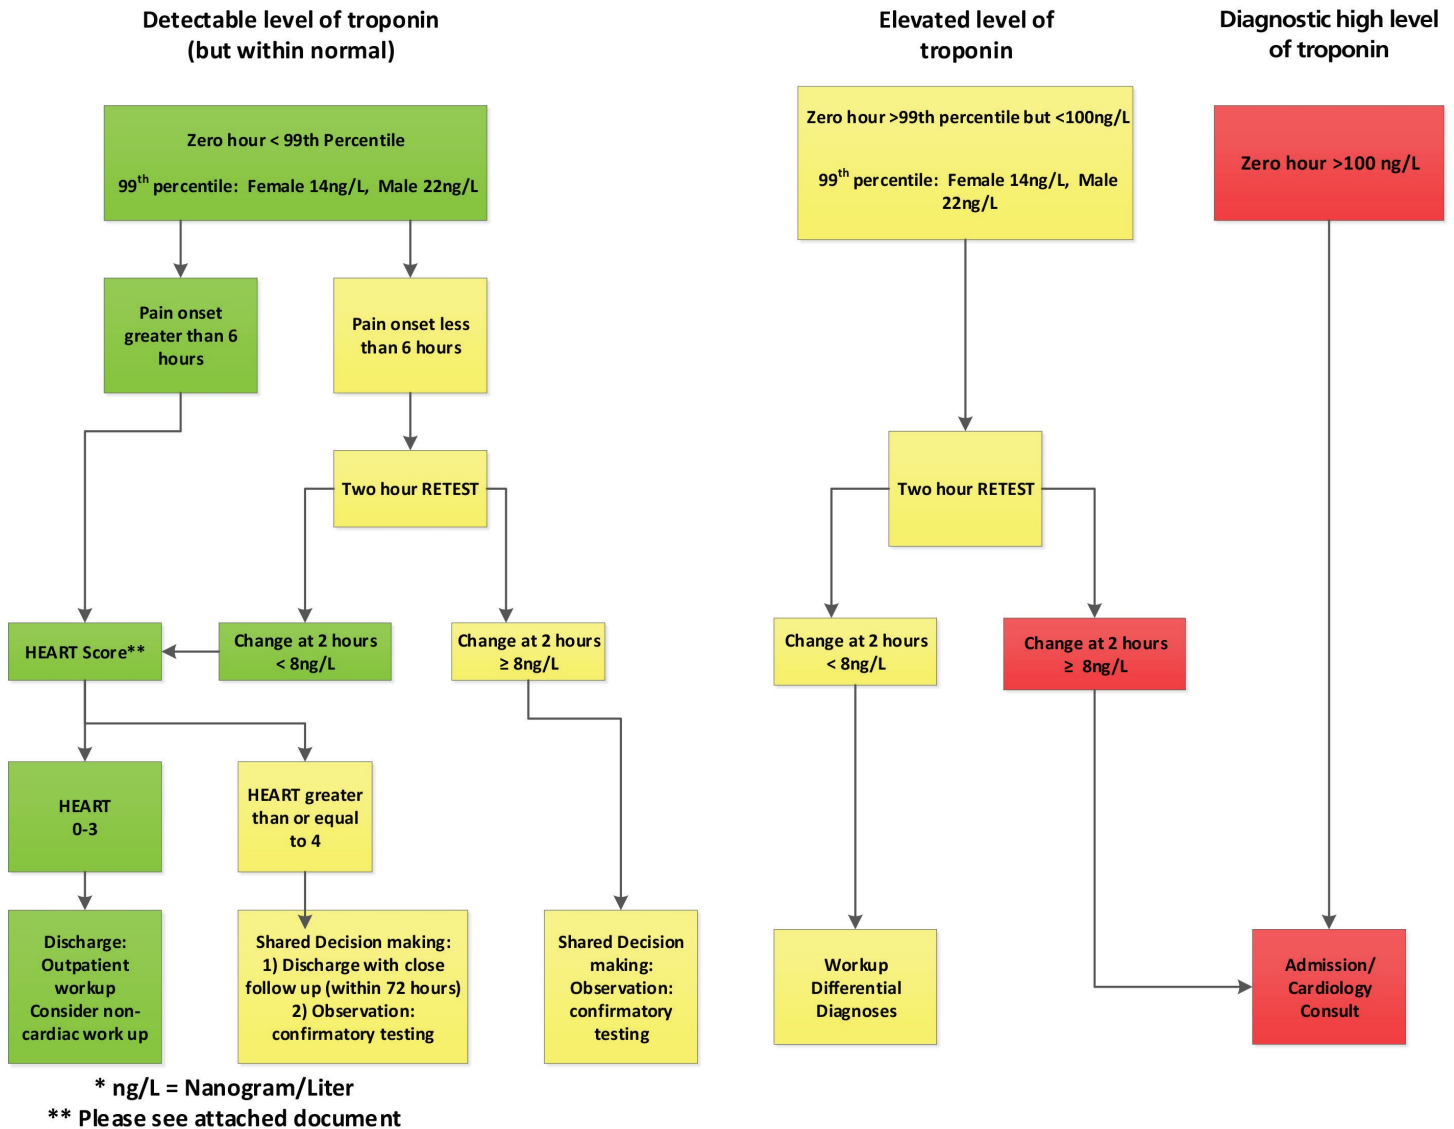 Detectable level of troponin
(but within normal)
Elevated level of
troponin
Diagnostic high level
of troponin
Zero hour < 99th Percentile
99th percentile:  Female 14ng/L,  Male 22ng/L
Zero hour >99th percentile but <100ng/L
99th percentile:  Female 14ng/L,  Male
22ng/L
Zero hour >100 ng/L
Pain onset
greater than 6
hours
Pain onset less
than 6 hours
Two hour RETEST
Two hour RETEST
HEART Score**
Change at 2 hours
< 8ng/L
Change at 2 hours
≥ 8ng/L
Change at 2 hours
< 8ng/L
Change at 2 hours
≥  8ng/L
HEART
0-3
HEART greater
than or equal
to 4
Discharge:
Outpatient
workup
Consider non-
cardiac work up
Shared Decision making:
1) Discharge with close
follow up (within 72 hours)
2) Observation:
confirmatory testing
Shared Decision
making:
Observation:
confirmatory
testing
Workup
Differential
Diagnoses
Admission/
Cardiology
Consult
* ng/L = Nanogram/Liter
** Please see attached document